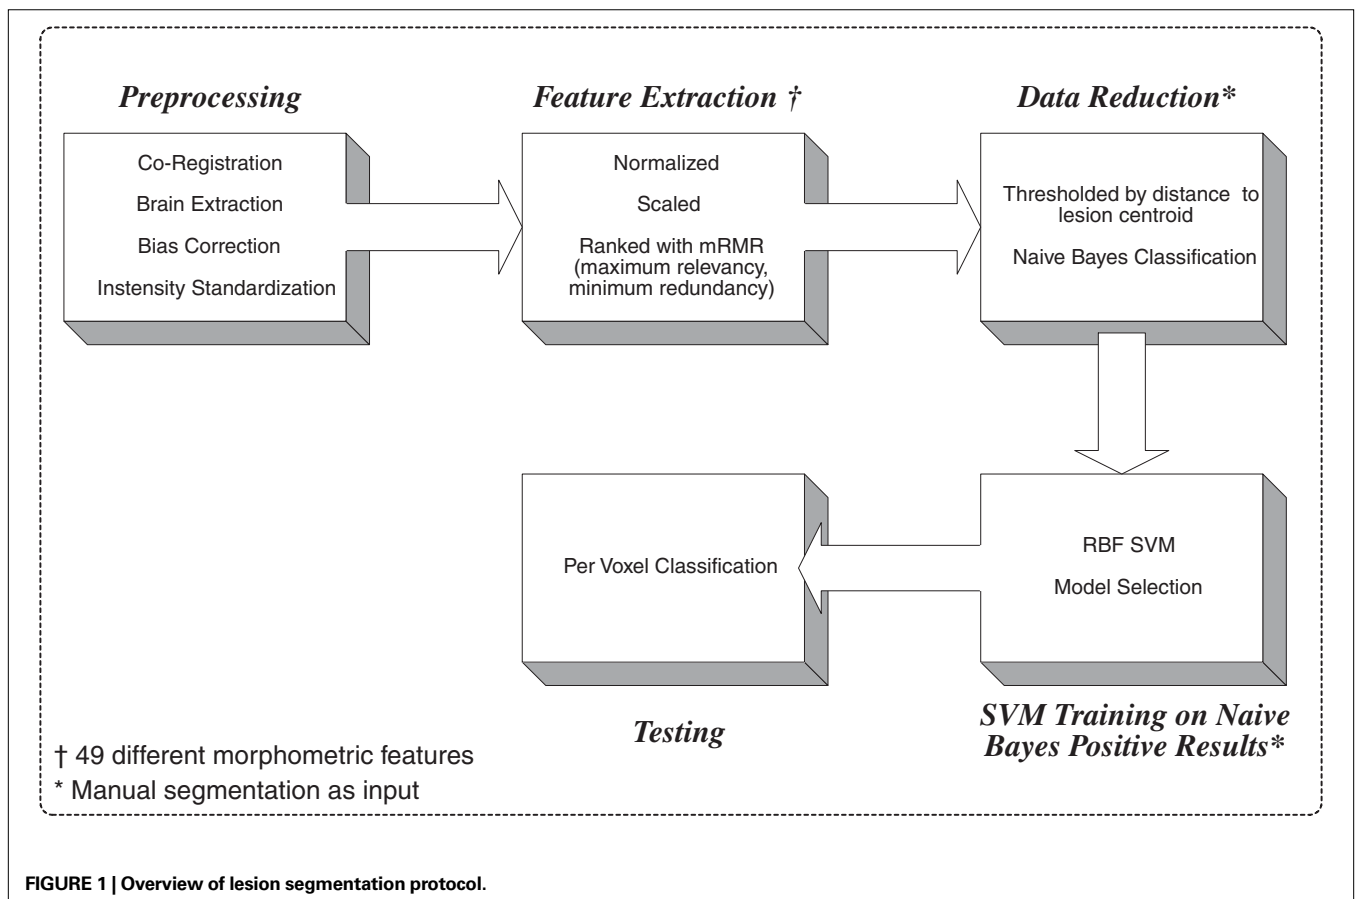 Preprocessing
Co-Registration
Brain Extraction
Bias Correction
Instensity Standardization
Feature Extraction †
Normalized
Scaled
Ranked with mRMR
(maximum relevancy,
minimum redundancy)
Data Reduction*
Thresholded by distance to
lesion centroid
Naive Bayes Classification
RBF SVM
Model Selection
SVM Training on Naive
Bayes Positive Results*
Per Voxel Classification
Testing
† 49 different morphometric features
* Manual segmentation as input
FIGURE 1 | Overview of lesion segmentation protocol.